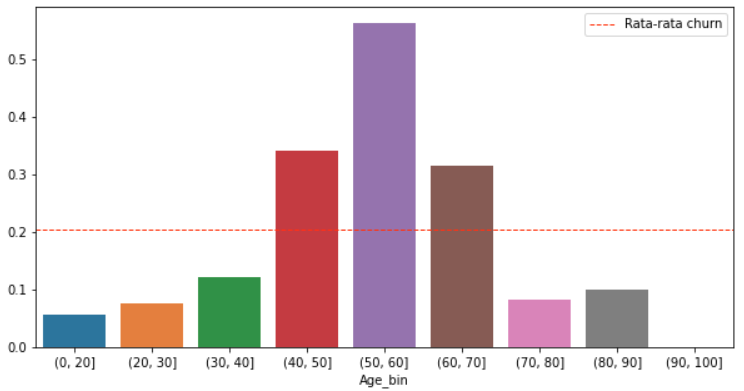 Rata-rata churn
0.5
0.4
0.3
0.2
0.1
0.0
(0, 20] (20, 30] (30, 40] (40, 50] (50, 60] (60, 70] (70, 80] (80, 90] (90, 100]
Age_bin